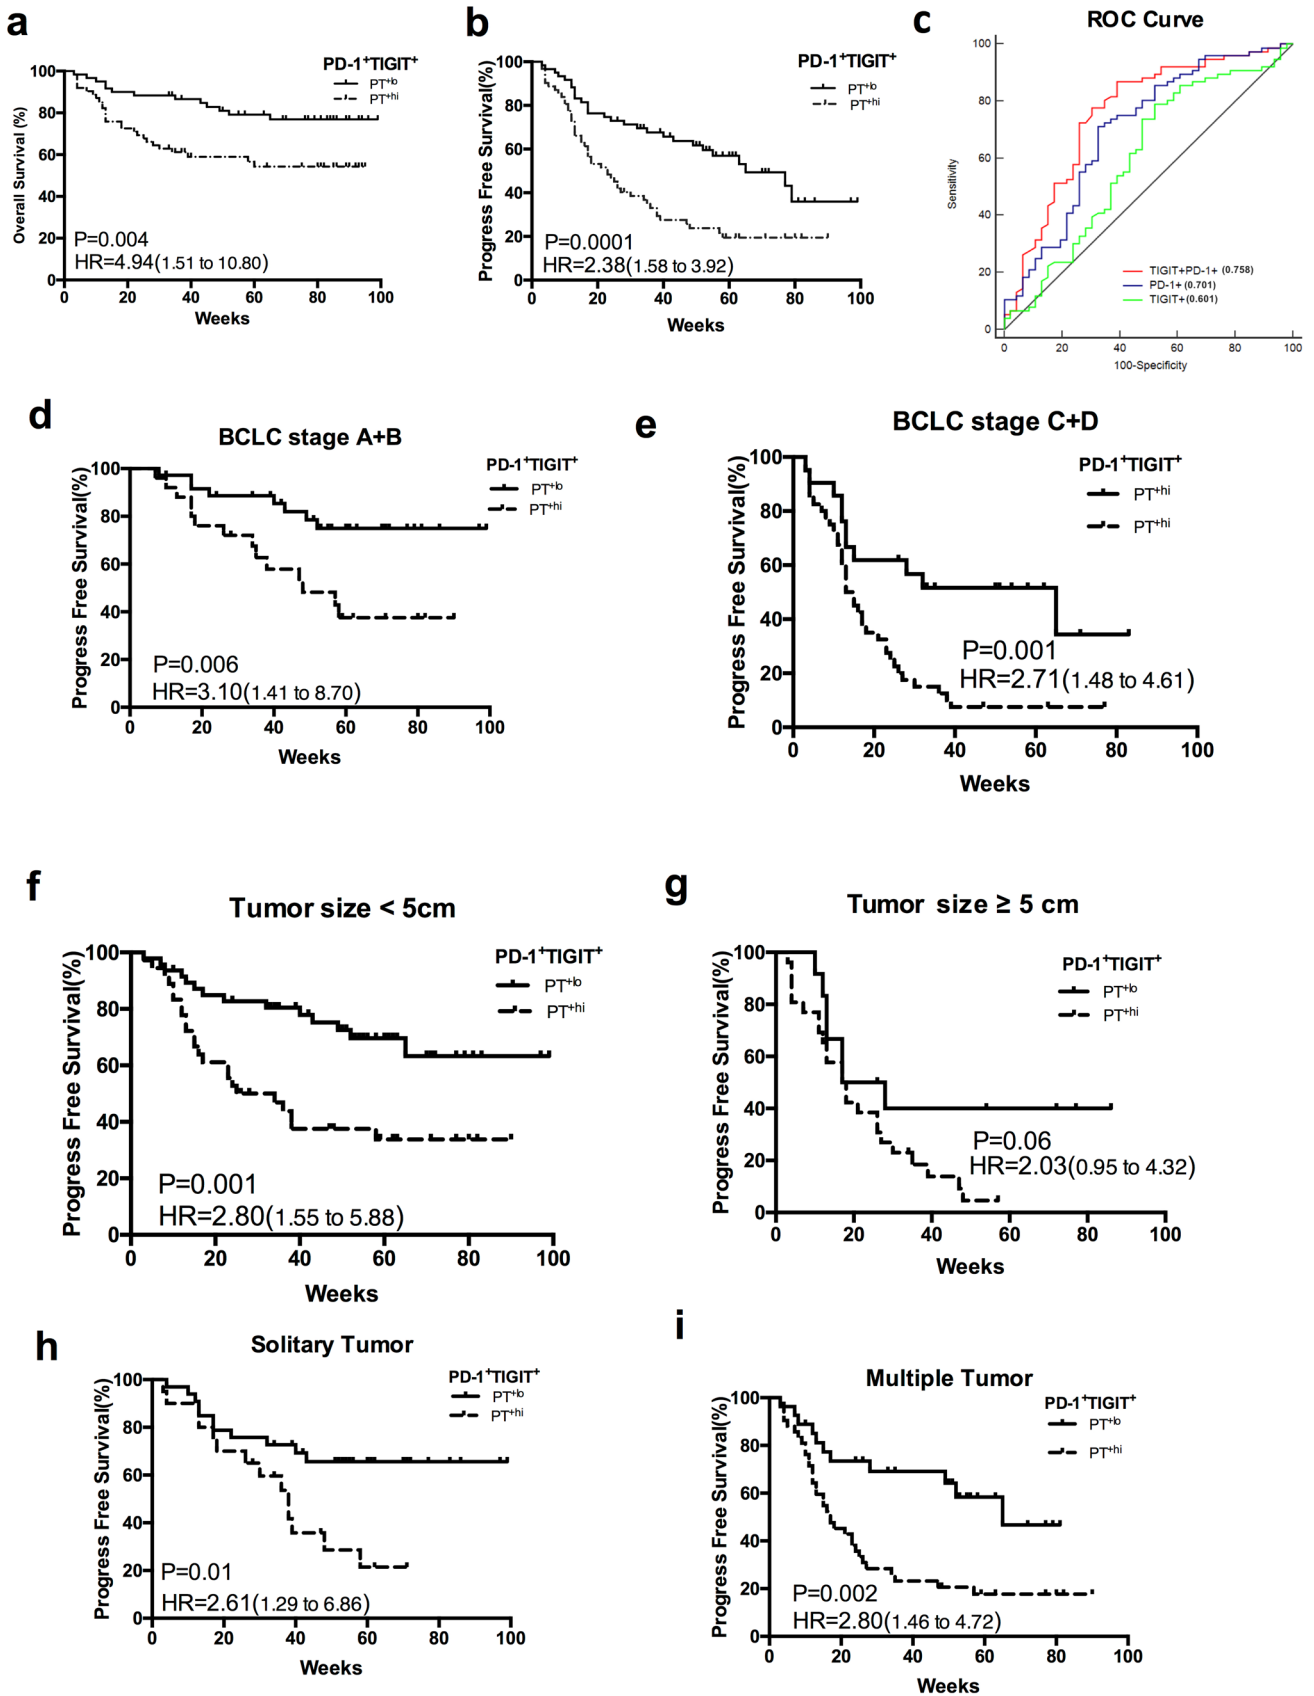 a
PD-1⁺TIGIT⁺
PT⁺ˡᵒ
PT⁺ʰⁱ
Overall Survival (%)
100
80
60
40
20
0
P=0.004
HR=4.94(1.51 to 10.80)
0 20 40 60 80 100
Weeks
b
PD-1⁺TIGIT⁺
PT⁺ˡᵒ
PT⁺ʰⁱ
Progress Free Survival(%)
100
80
60
40
20
0
P=0.0001
HR=2.38(1.58 to 3.92)
0 20 40 60 80 100
Weeks
c
ROC Curve
Sensitivity
100
80
60
40
20
0
TIGIT+PD-1+ (0.758)
PD-1+ (0.701)
TIGIT+ (0.601)
0 20 40 60 80 100
100-Specificity
d
BCLC stage A+B
PD-1⁺TIGIT⁺
PT⁺ˡᵒ
PT⁺ʰⁱ
Progress Free Survival(%)
100
80
60
40
20
0
P=0.006
HR=3.10(1.41 to 8.70)
0 20 40 60 80 100
Weeks
e
BCLC stage C+D
PD-1⁺TIGIT⁺
PT⁺ʰⁱ
PT⁺ʰⁱ
Progress Free Survival(%)
100
80
60
40
20
0
P=0.001
HR=2.71(1.48 to 4.61)
0 20 40 60 80 100
Weeks
f
Tumor size < 5cm
PD-1⁺TIGIT⁺
PT⁺ˡᵒ
PT⁺ʰⁱ
Progress Free Survival(%)
100
80
60
40
20
0
P=0.001
HR=2.80(1.55 to 5.88)
0 20 40 60 80 100
Weeks
g
Tumor size ≥ 5 cm
PD-1⁺TIGIT⁺
PT⁺ˡᵒ
PT⁺ʰⁱ
Progress Free Survival(%)
100
80
60
40
20
0
P=0.06
HR=2.03(0.95 to 4.32)
0 20 40 60 80 100
Weeks
h
Solitary Tumor
PD-1⁺TIGIT⁺
PT⁺ˡᵒ
PT⁺ʰⁱ
Progress Free Survival(%)
100
80
60
40
20
0
P=0.01
HR=2.61(1.29 to 6.86)
0 20 40 60 80 100
Weeks
i
Multiple Tumor
PD-1⁺TIGIT⁺
PT⁺ˡᵒ
PT⁺ʰⁱ
Progress Free Survival(%)
100
80
60
40
20
0
P=0.002
HR=2.80(1.46 to 4.72)
0 20 40 60 80 100
Weeks